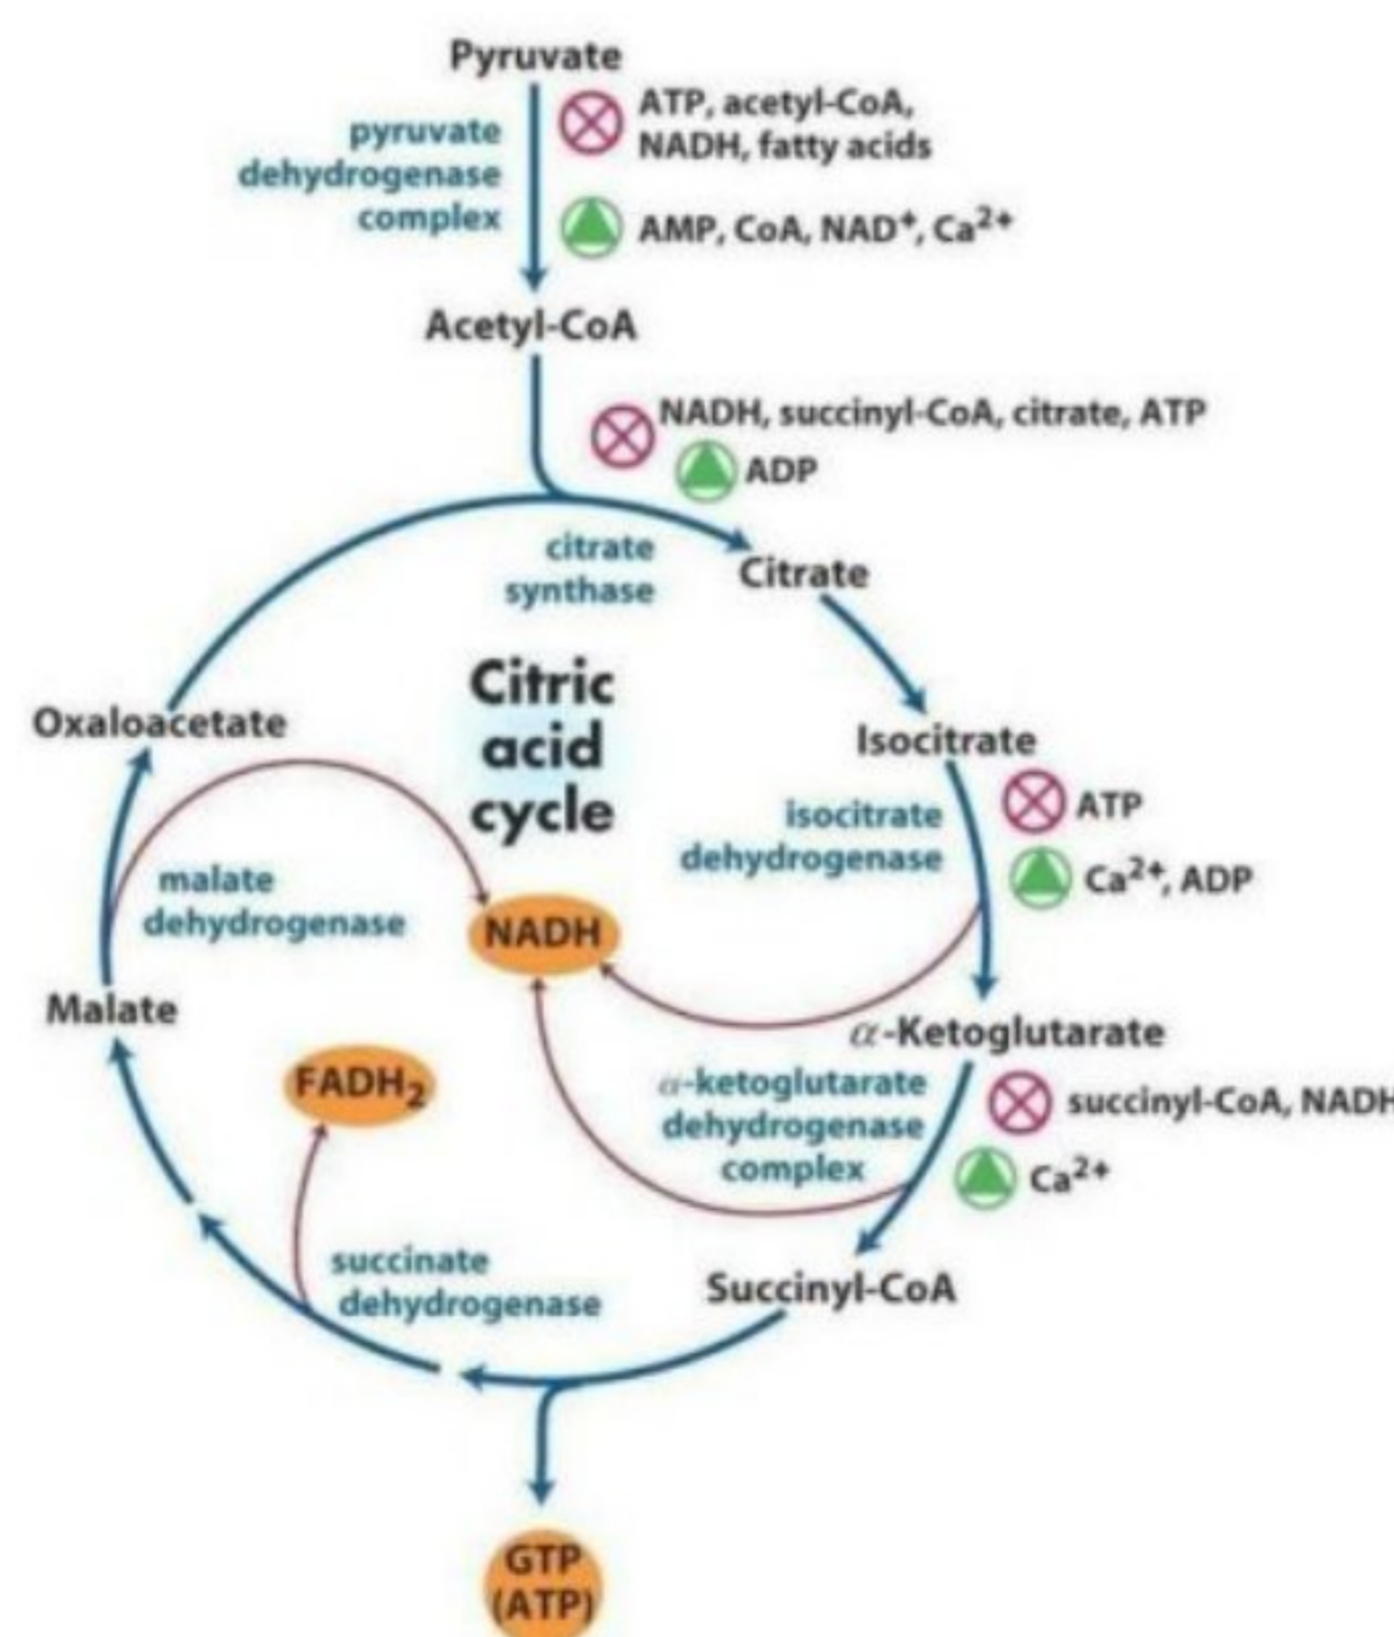 Pyruvate
ATP, acetyl-CoA,
NADH, fatty acids
pyruvate
dehydrogenase
complex
AMP, CoA, NAD⁺, Ca²⁺
Acetyl-CoA
NADH, succinyl-CoA, citrate, ATP
ADP
citrate
synthase
Citrate
Citric
acid
cycle
Oxaloacetate
Isocitrate
ATP
isocitrate
dehydrogenase
Ca²⁺, ADP
malate
dehydrogenase
NADH
Malate
α-Ketoglutarate
FADH₂
α-ketoglutarate
dehydrogenase
complex
succinyl-CoA, NADH
Ca²⁺
succinate
dehydrogenase
Succinyl-CoA
GTP
(ATP)